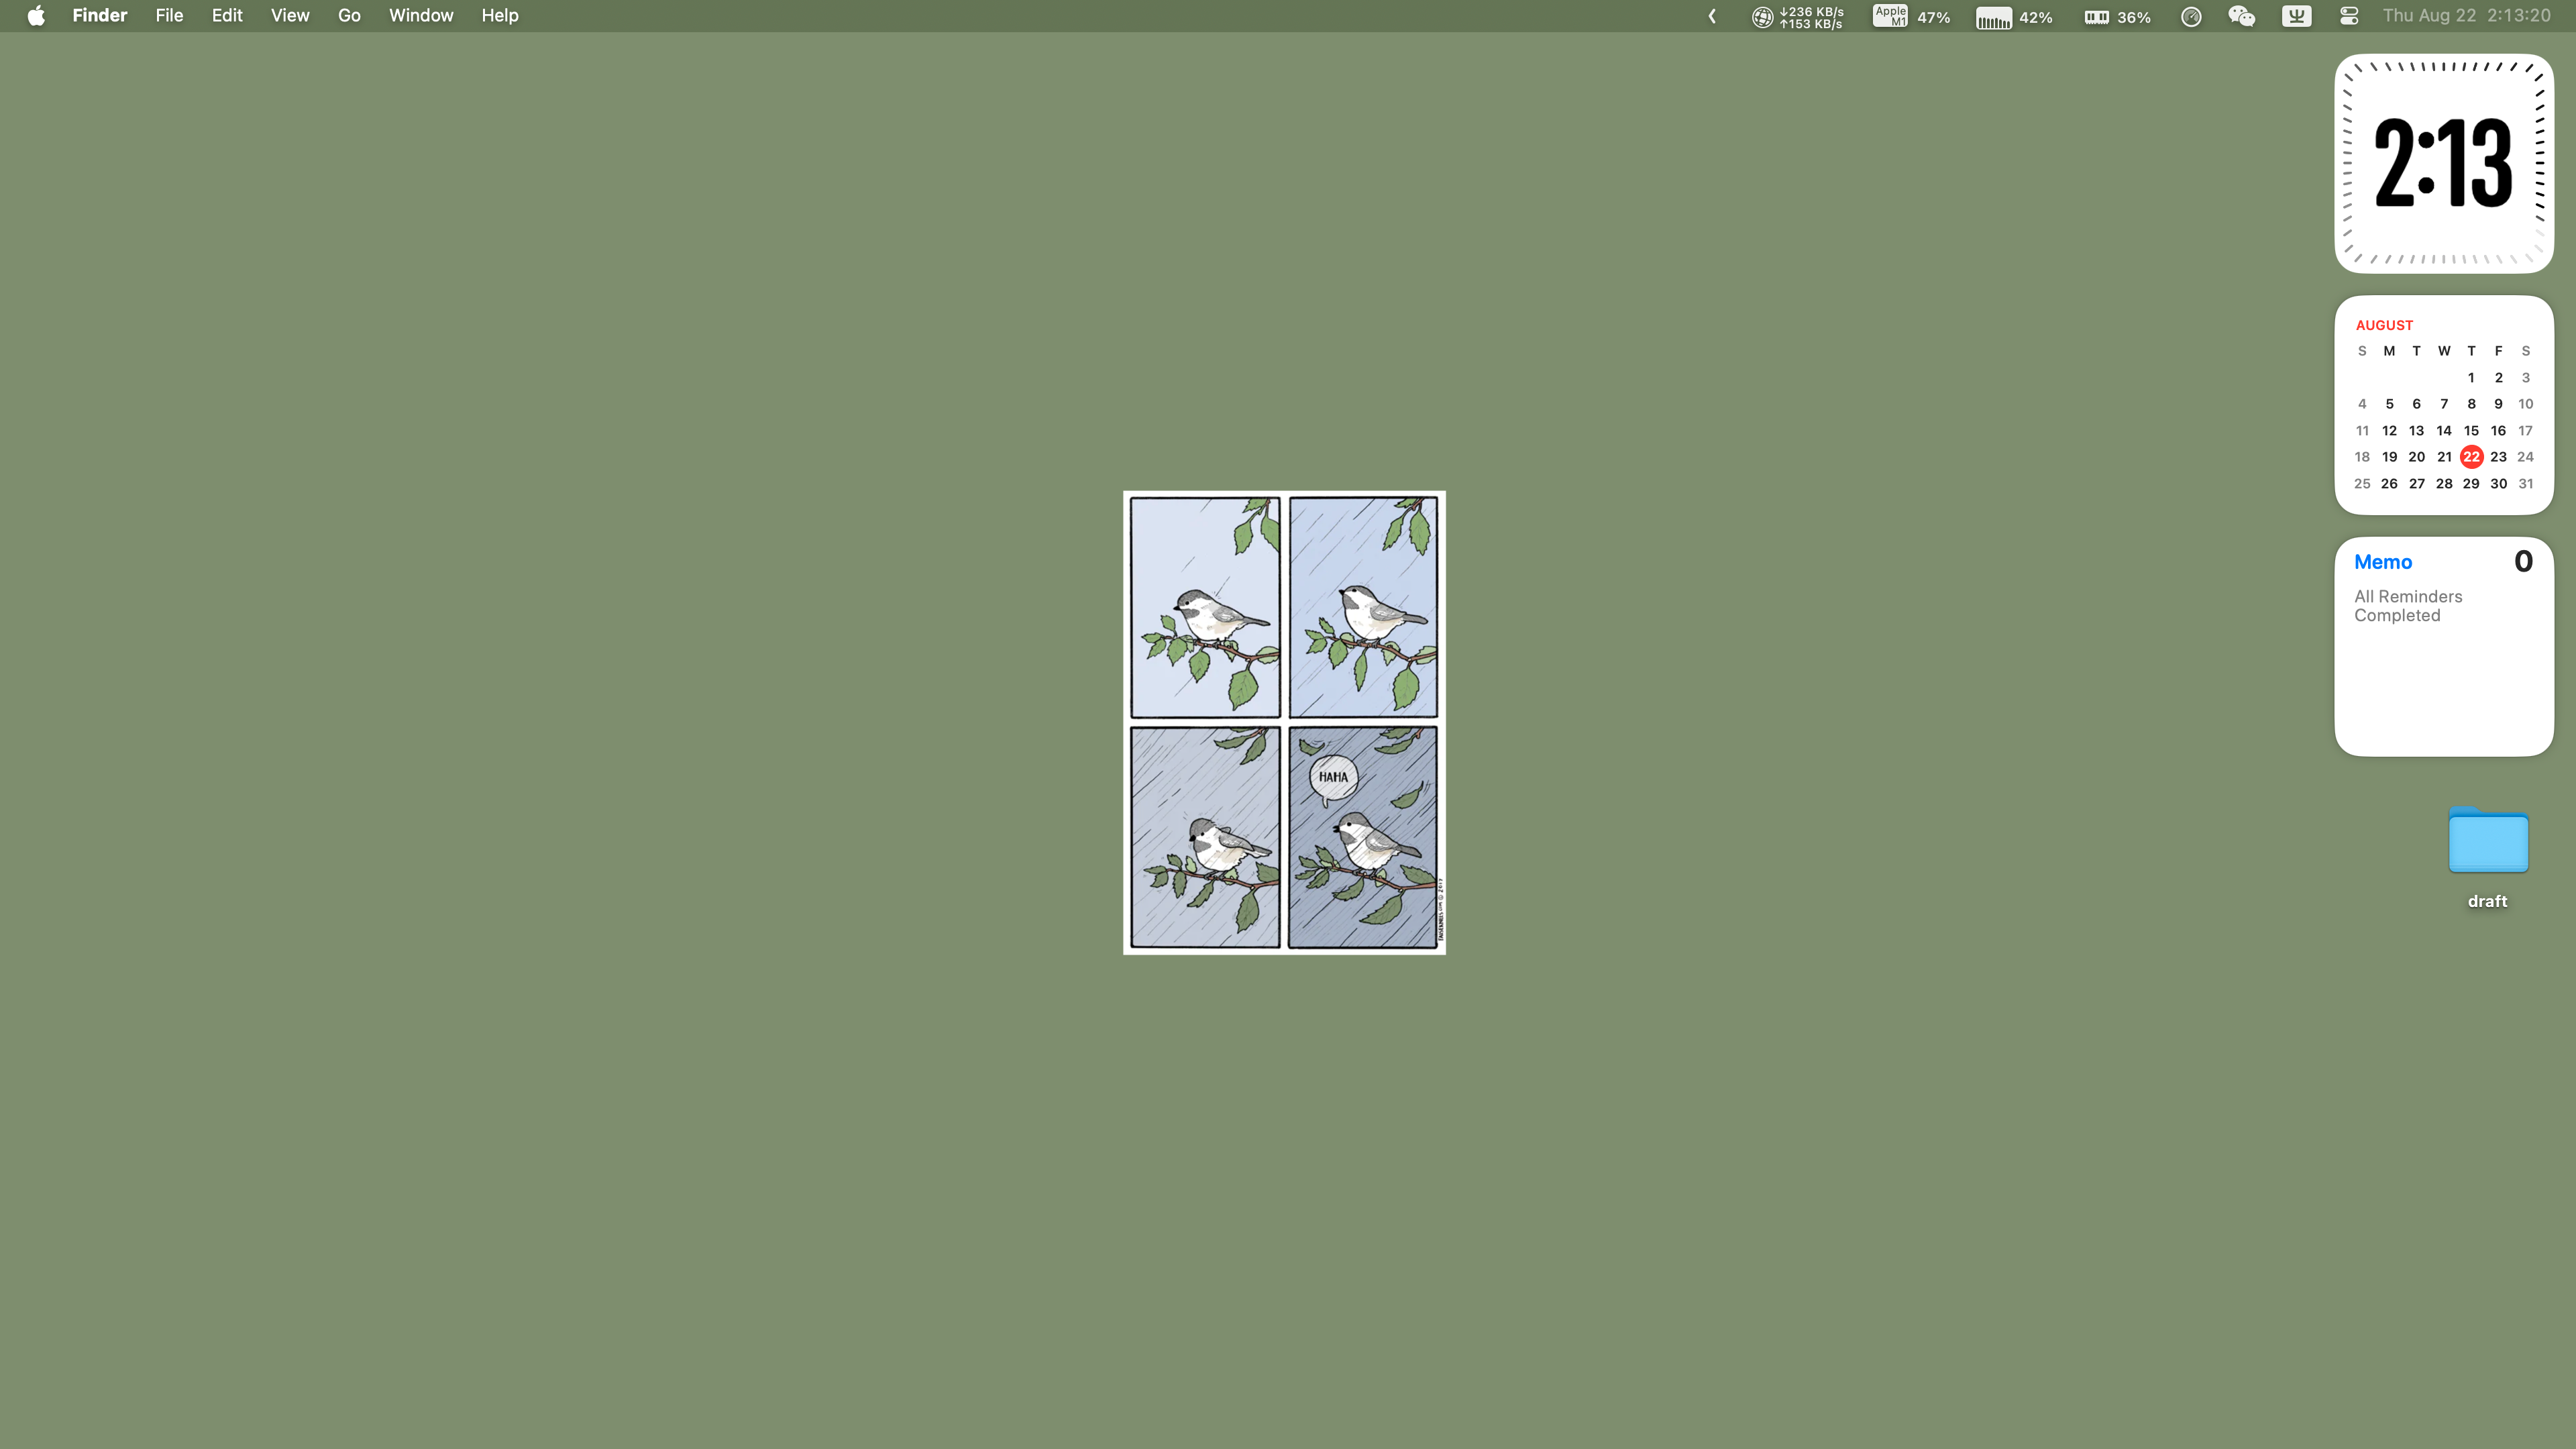 Finder File Edit View Go Window Help
↓236 KB/s
↑153 KB/s
Apple
M1
47% 42% 36% Thu Aug 22 2:13:20
2:13
AUGUST
S M T W T F S
1 2 3
4 5 6 7 8 9 10
11 12 13 14 15 16 17
18 19 20 21 22 23 24
25 26 27 28 29 30 31
Memo 0
All Reminders
Completed
draft
HAHA